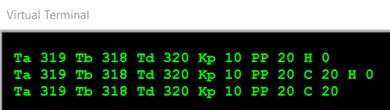 Virtual Terminal
Ta 319 Tb 318 Td 320 Kp 10 PP 20 H 0
Ta 319 Tb 318 Td 320 Kp 10 PP 20 C 20 H 0
Ta 319 Tb 318 Td 320 Kp 10 PP 20 C 20